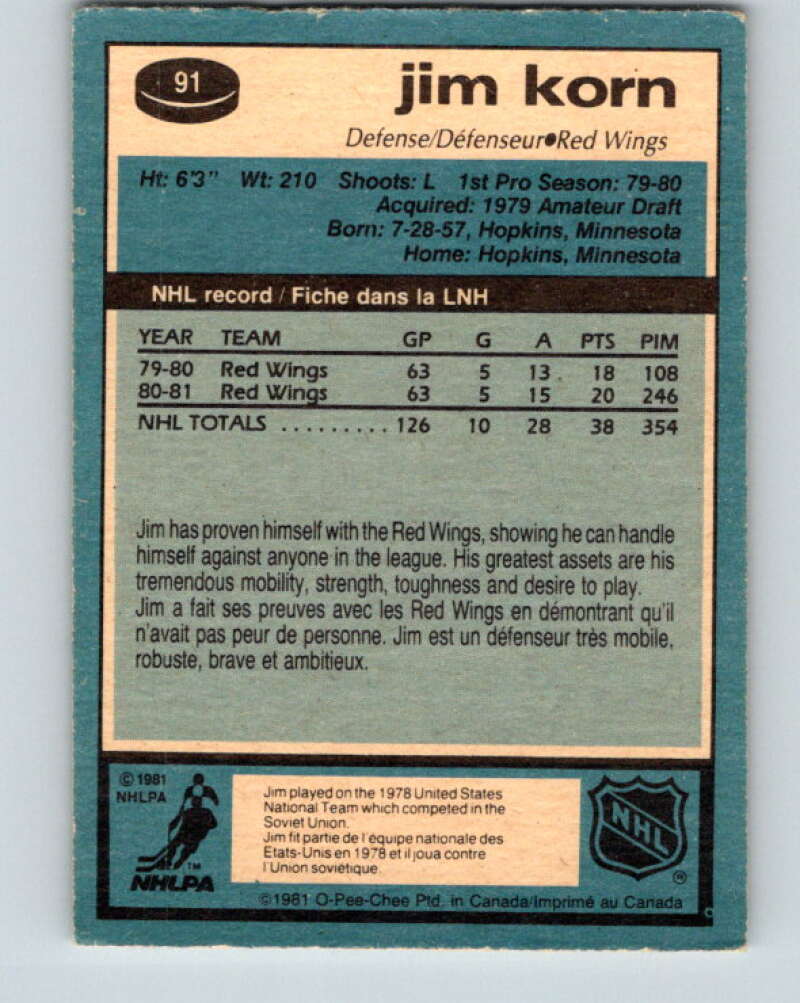 91
jim korn
Defense/Défenseur•Red Wings
Ht: 6'3" Wt: 210 Shoots: L 1st Pro Season: 79-80
Acquired: 1979 Amateur Draft
Born: 7-28-57, Hopkins, Minnesota
Home: Hopkins, Minnesota
NHL record / Fiche dans la LNH
YEAR TEAM GP G A PTS PIM
79-80 Red Wings 63 5 13 18 108
80-81 Red Wings 63 5 15 20 246
NHL TOTALS ......... 126 10 28 38 354
Jim has proven himself with the Red Wings, showing he can handle
himself against anyone in the league. His greatest assets are his
tremendous mobility, strength, toughness and desire to play.
Jim a fait ses preuves avec les Red Wings en démontrant qu'il
n'avait pas peur de personne. Jim est un défenseur très mobile,
robuste, brave et ambitieux.
© 1981
NHLPA
TM
NHLPA
Jim played on the 1978 United States
National Team which competed in the
Soviet Union.
Jim fit partie de l'équipe nationale des
Etats-Unis en 1978 et il joua contre
l'Union soviétique.
NHL
®
©1981 O-Pee-Chee Ptd. in Canada/Imprimé au Canada